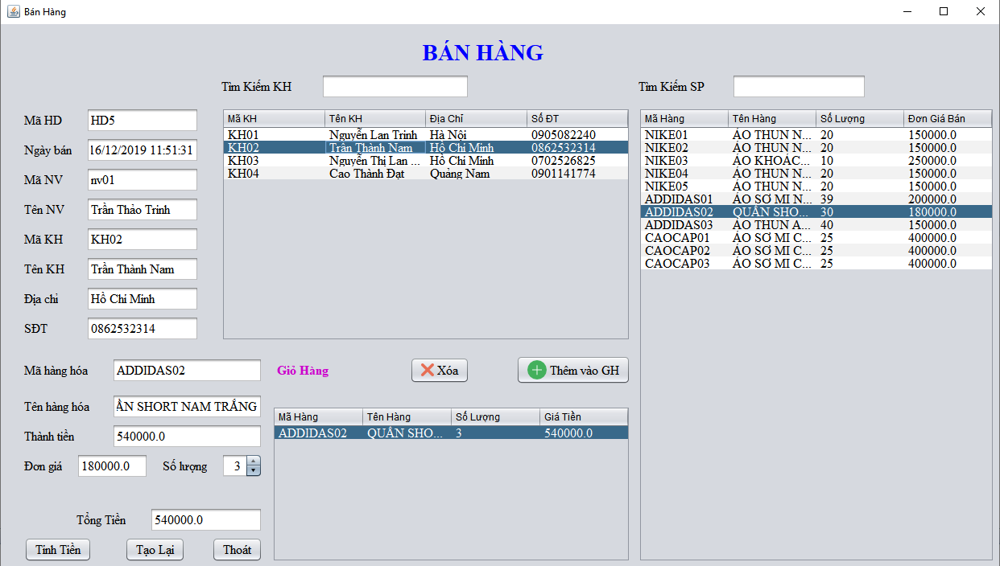 Bán Hàng
BÁN HÀNG
Tìm Kiếm KH
Tìm Kiếm SP
Mã HD HD5
Ngày bán 16/12/2019 11:51:31
Mã NV nv01
Tên NV Trần Thảo Trinh
Mã KH KH02
Tên KH Trần Thành Nam
Địa chỉ Hồ Chí Minh
SĐT 0862532314
Mã KH Tên KH Địa Chỉ Số ĐT
KH01 Nguyễn Lan Trinh Hà Nội 0905082240
KH02 Trần Thành Nam Hồ Chí Minh 0862532314
KH03 Nguyễn Thị Lan ... Hồ Chí Minh 0702526825
KH04 Cao Thành Đạt Quảng Nam 0901141774
Mã Hàng Tên Hàng Số Lượng Đơn Giá Bán
NIKE01 ÁO THUN N... 20 150000.0
NIKE02 ÁO THUN N... 20 150000.0
NIKE03 ÁO KHOÁC... 10 250000.0
NIKE04 ÁO THUN N... 20 150000.0
NIKE05 ÁO THUN N... 20 150000.0
ADDIDAS01 ÁO SƠ MI N... 39 200000.0
ADDIDAS02 QUẦN SHO... 30 180000.0
ADDIDAS03 ÁO THUN A... 40 150000.0
CAOCAP01 ÁO SƠ MI C... 25 400000.0
CAOCAP02 ÁO SƠ MI C... 25 400000.0
CAOCAP03 ÁO SƠ MI C... 25 400000.0
Mã hàng hóa ADDIDAS02
Tên hàng hóa ẦN SHORT NAM TRẮNG
Thành tiền 540000.0
Đơn giá 180000.0 Số lượng 3
Tổng Tiền 540000.0
Tính Tiền Tạo Lại Thoát
Giỏ Hàng Xóa Thêm vào GH
Mã Hàng Tên Hàng Số Lượng Giá Tiền
ADDIDAS02 QUẦN SHO... 3 540000.0